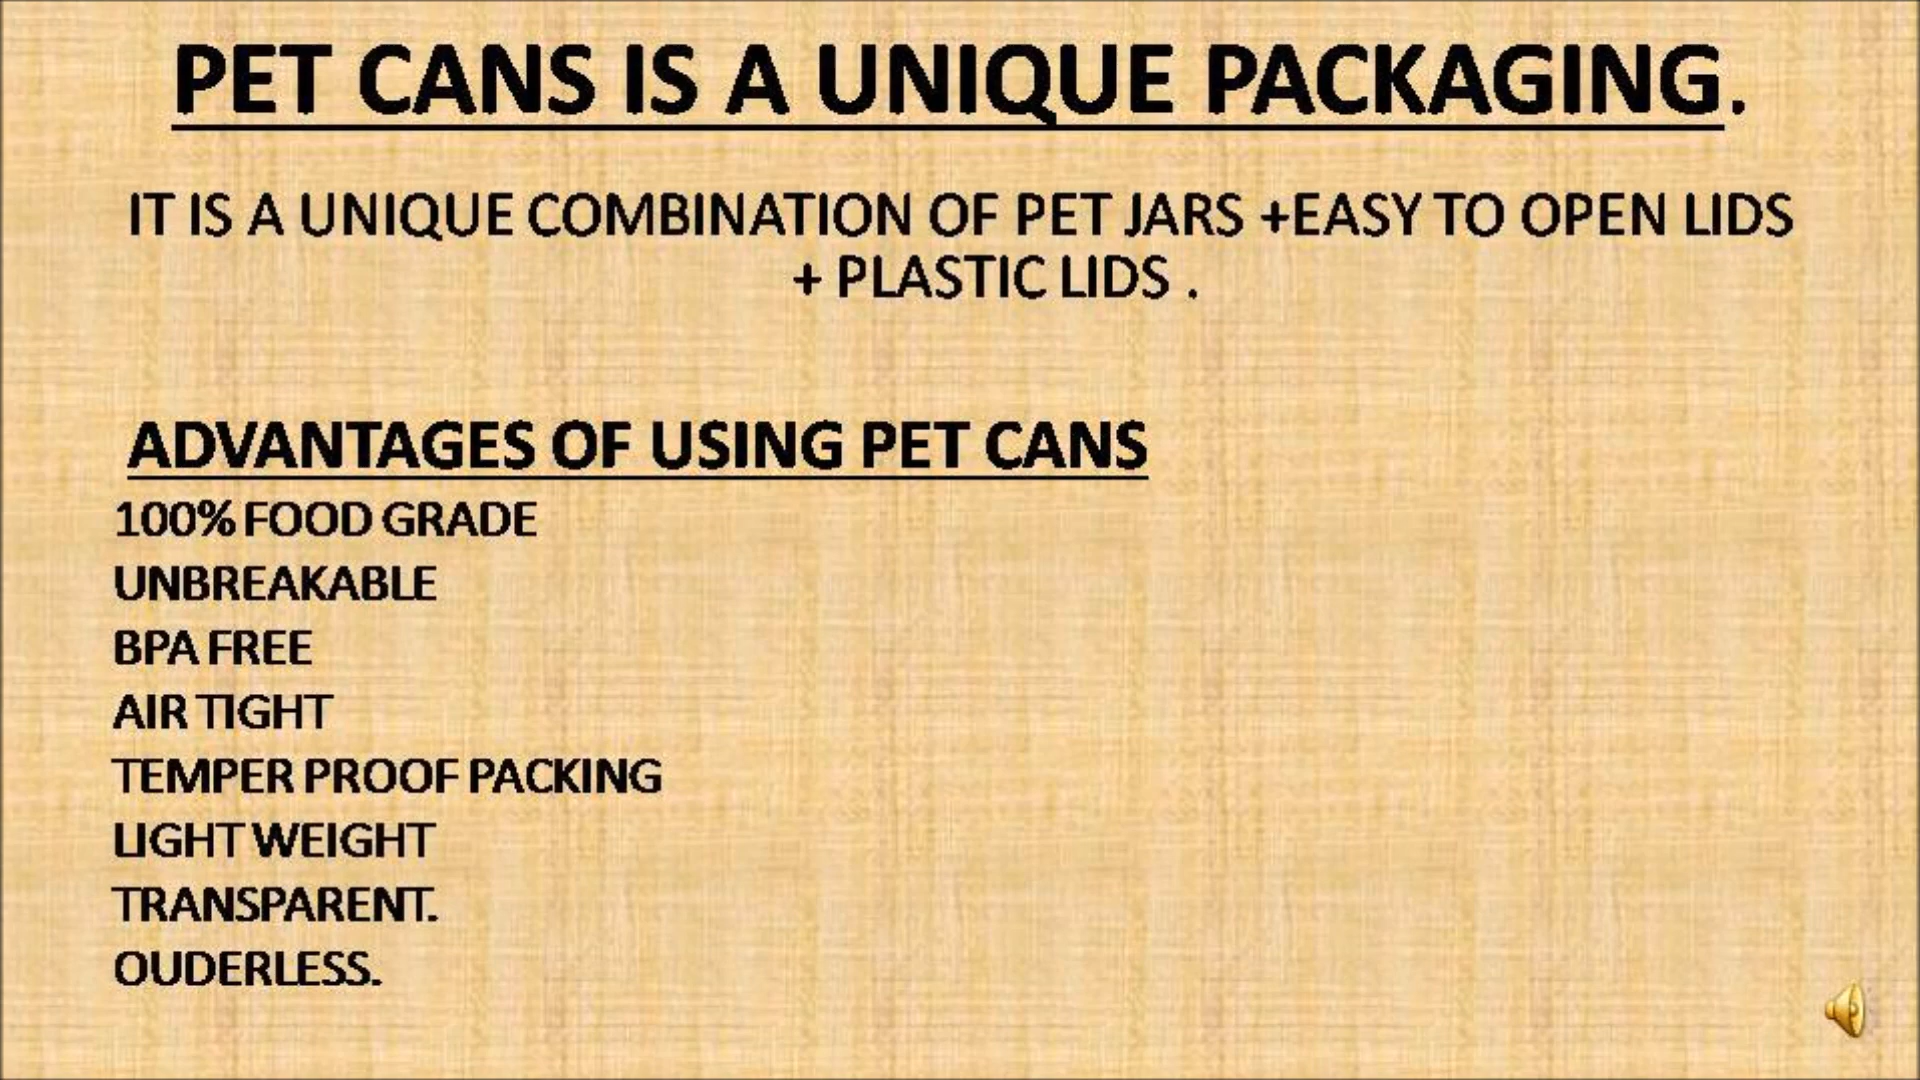 PET CANS IS A UNIQUE PACKAGING.
IT IS A UNIQUE COMBINATION OF PET JARS +EASY TO OPEN LIDS
+ PLASTIC LIDS .
ADVANTAGES OF USING PET CANS
100% FOOD GRADE
UNBREAKABLE
BPA FREE
AIR TIGHT
TEMPER PROOF PACKING
LIGHT WEIGHT
TRANSPARENT.
OUDERLESS.